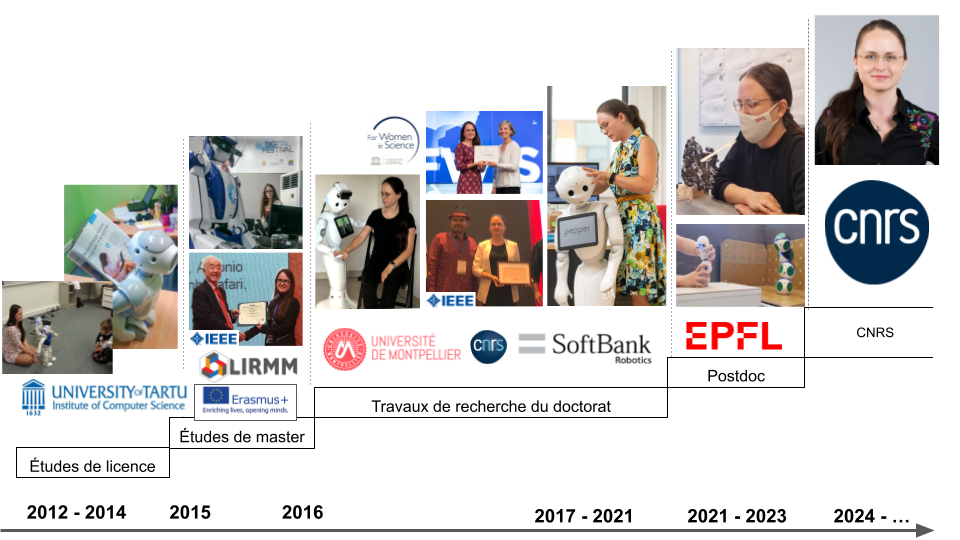 For Women
in Science
IEEE
LIRMM
Erasmus+
Enriching lives, opening minds.
UNIVERSITY OF TARTU
Institute of Computer Science
1632
IEEE
pepper
UNIVERSITÉ
DE MONTPELLIER
cnrs
SoftBank
Robotics
EPFL
cnrs
CNRS
Postdoc
Travaux de recherche du doctorat
Études de master
Études de licence
2012 - 2014
2015
2016
2017 - 2021
2021 - 2023
2024 - ...